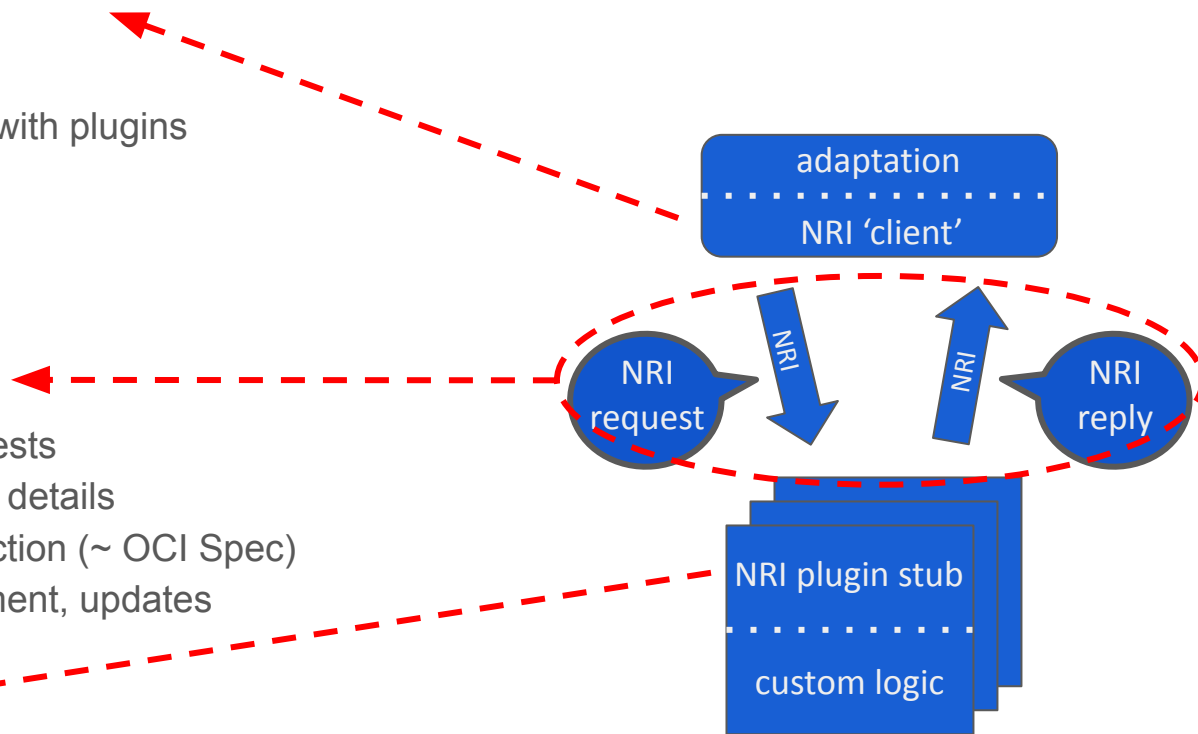 with plugins
adaptation
NRI ‘client’
NRI
NRI
NRI
request
NRI
reply
ests
details
ction (~ OCI Spec)
nent, updates
NRI plugin stub
custom logic